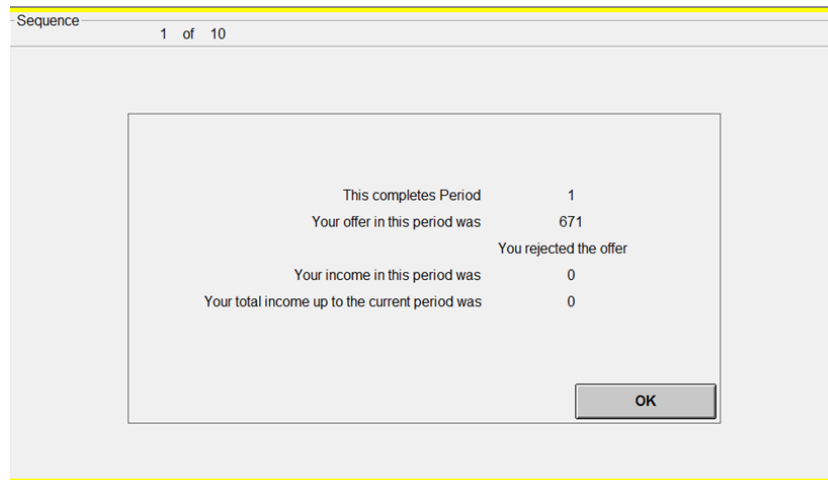 Sequence
1 of 10
This completes Period 1
Your offer in this period was 671
You rejected the offer
Your income in this period was 0
Your total income up to the current period was 0
OK